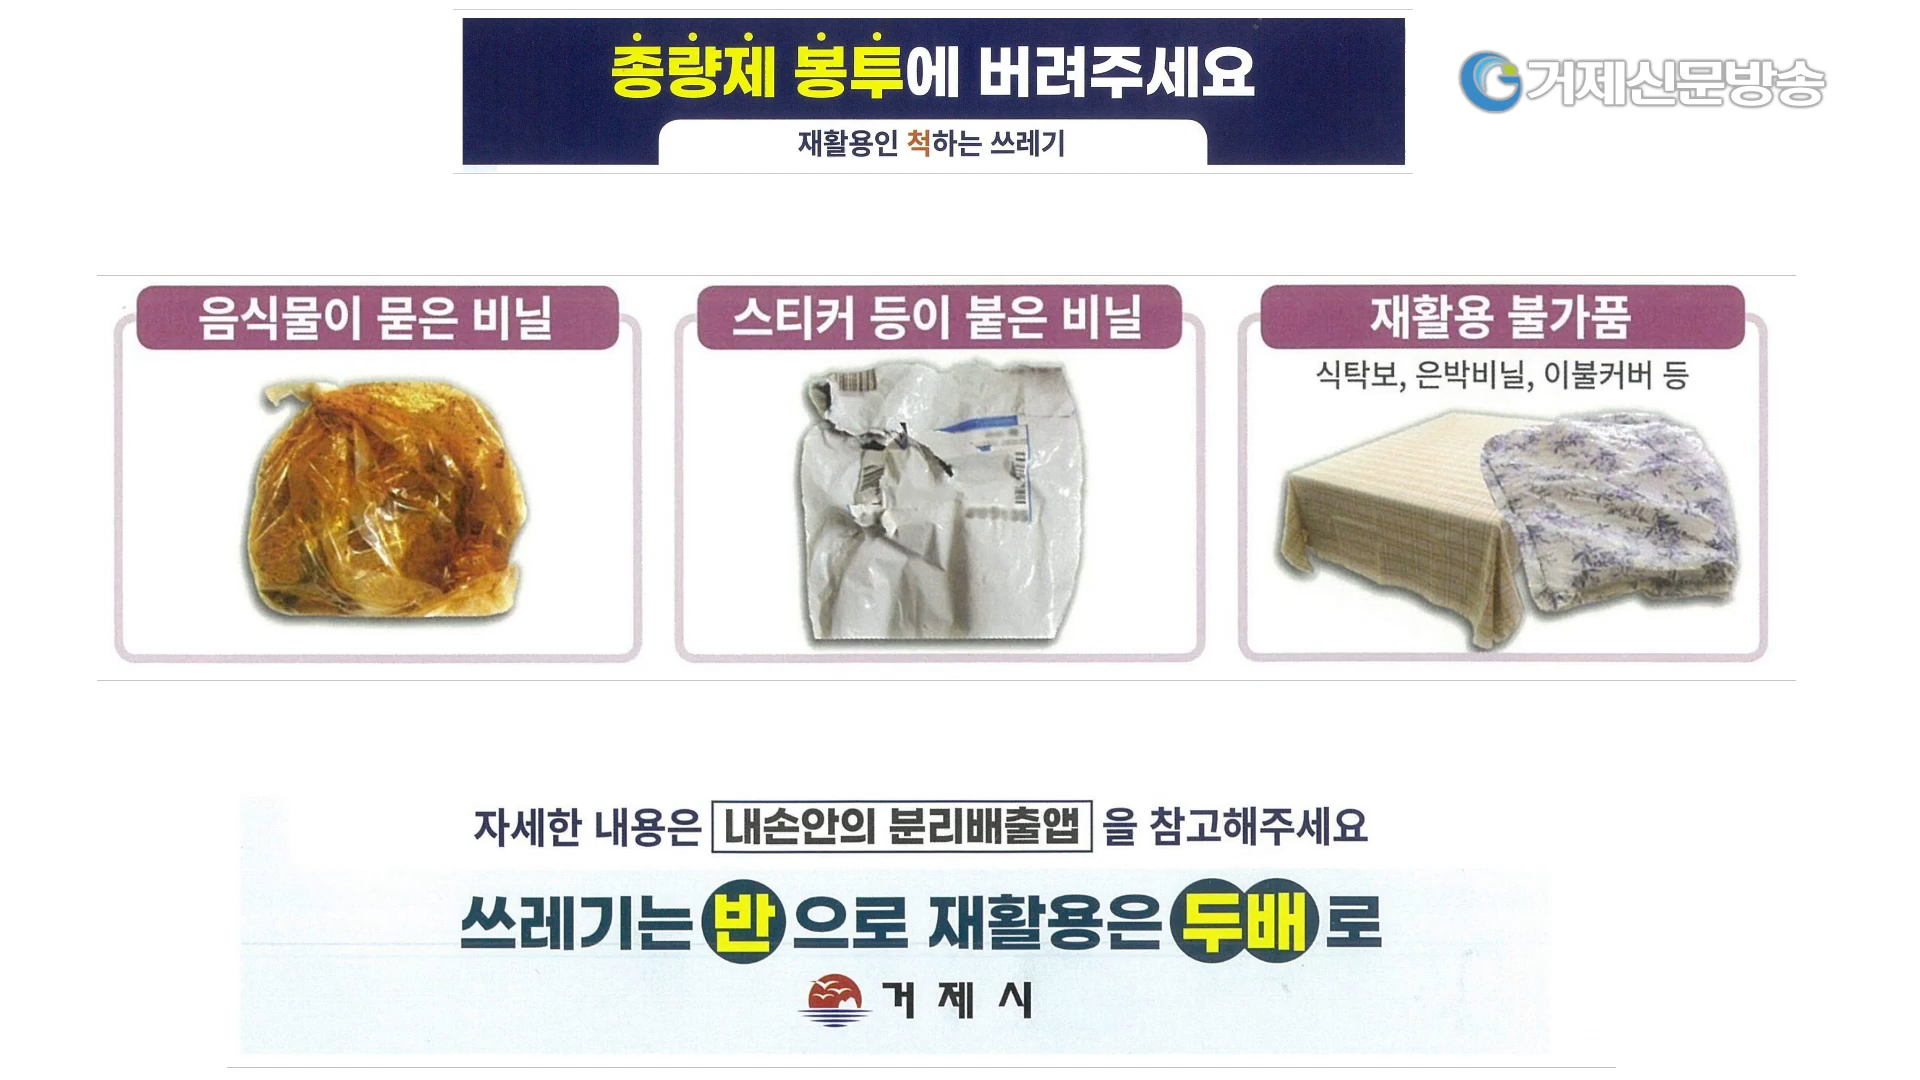 종량제 봉투에 버려주세요
거제신문방송
재활용인 척하는 쓰레기
음식물이 묻은 비닐
스티커 등이 붙은 비닐
재활용 불가품
식탁보, 은박비닐, 이불커버 등
자세한 내용은 내손안의 분리배출앱 을 참고해주세요
쓰레기는 반으로 재활용은 두배로
거제시